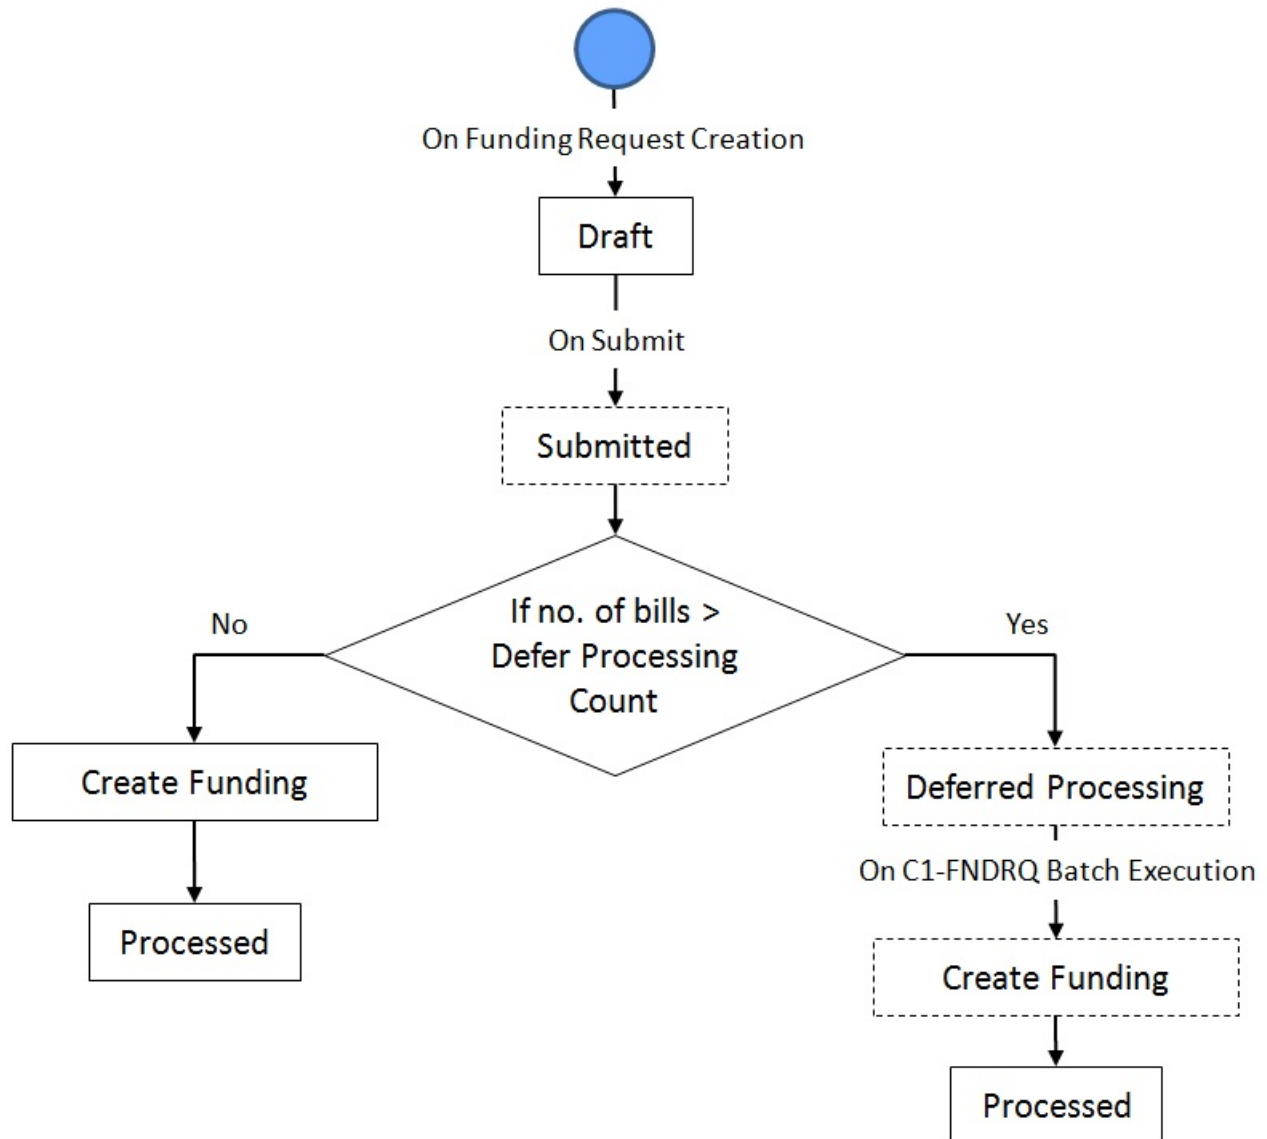 On Funding Request Creation
Draft
On Submit
Submitted
If no. of bills >
Defer Processing
Count
No
Yes
Create Funding
Deferred Processing
On C1-FNDRQ Batch Execution
Processed
Create Funding
Processed